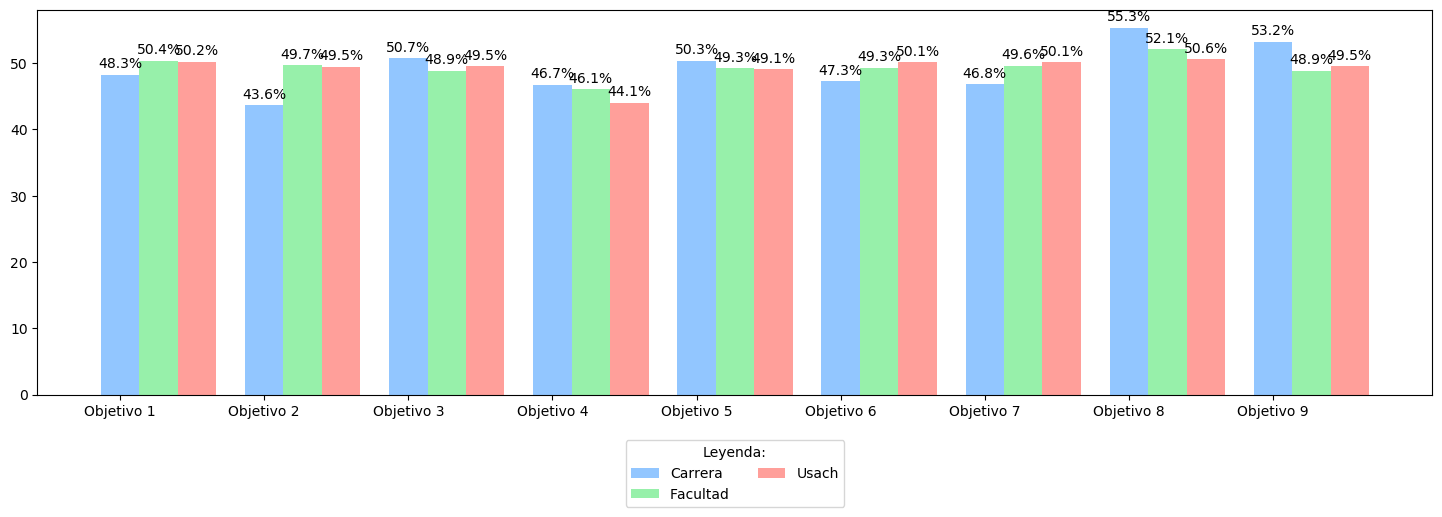 48.3% 50.4% 50.2% 43.6% 49.7% 49.5% 50.7% 48.9% 49.5% 46.7% 46.1% 44.1% 50.3% 49.3% 49.1% 47.3% 49.3% 50.1% 46.8% 49.6% 50.1% 55.3% 52.1% 50.6% 53.2% 48.9% 49.5%
50
40
30
20
10
0
Objetivo 1 Objetivo 2 Objetivo 3 Objetivo 4 Objetivo 5 Objetivo 6 Objetivo 7 Objetivo 8 Objetivo 9
Leyenda:
Carrera Usach
Facultad